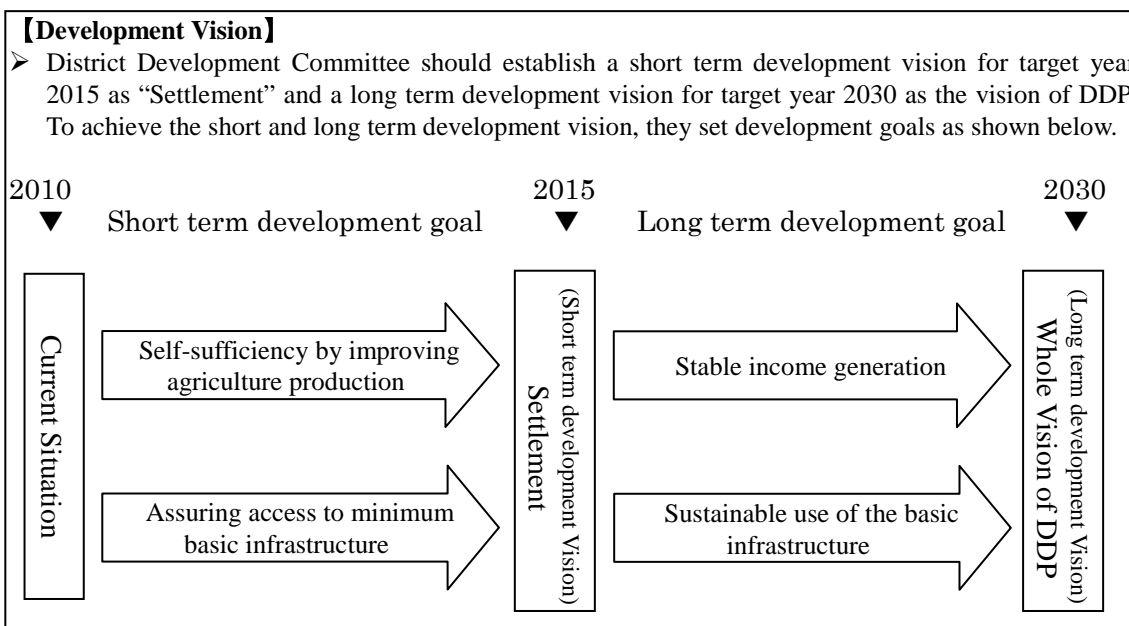 【Development Vision】
➢ District Development Committee should establish a short term development vision for target year
2015 as “Settlement” and a long term development vision for target year 2030 as the vision of DDP
To achieve the short and long term development vision, they set development goals as shown below.
2010
2015
2030
▼ Short term development goal ▼ Long term development goal ▼
Current Situation
Self-sufficiency by improving
agriculture production
Assuring access to minimum
basic infrastructure
(Short term development Vision)
Settlement
Stable income generation
Sustainable use of the basic
infrastructure
(Long term development Vision)
Whole Vision of DDP